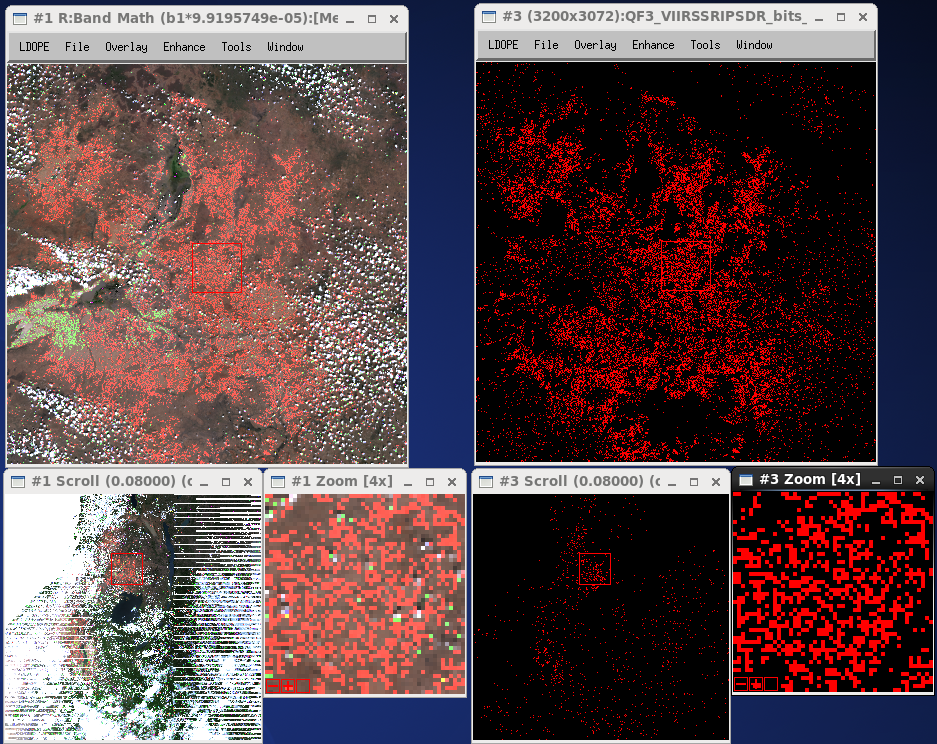 #1 R:Band Math (b1*9.9195749e-05):[Me
LDOPE File Overlay Enhance Tools Window
#3 (3200x3072):QF3_VIIRSSRIPSDR_bits_
LDOPE File Overlay Enhance Tools Window
#1 Scroll (0.08000) (c
#1 Zoom [4x]
#3 Scroll (0.08000) (c
#3 Zoom [4x]